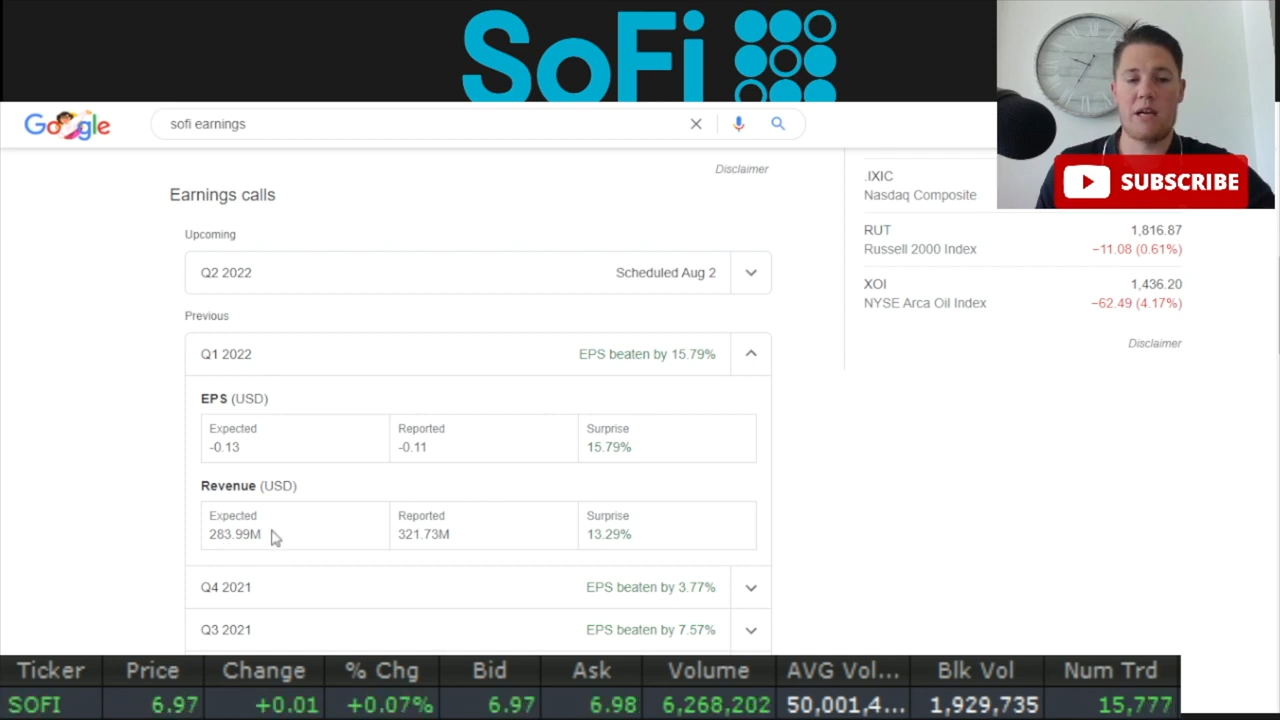 SoFi
Google
sofi earnings
Disclaimer
Earnings calls
Upcoming
Q2 2022 Scheduled Aug 2
Previous
Q1 2022 EPS beaten by 15.79%
EPS (USD)
Expected Reported Surprise
-0.13 -0.11 15.79%
Revenue (USD)
Expected Reported Surprise
283.99M 321.73M 13.29%
Q4 2021 EPS beaten by 3.77%
Q3 2021 EPS beaten by 7.57%
.IXIC
Nasdaq Composite
RUT 1,816.87
Russell 2000 Index −11.08 (0.61%)
XOI 1,436.20
NYSE Arca Oil Index −62.49 (4.17%)
Disclaimer
SUBSCRIBE
Ticker Price Change % Chg Bid Ask Volume AVG Vol... Blk Vol Num Trd
SOFI 6.97 +0.01 +0.07% 6.97 6.98 6,268,202 50,001,4... 1,929,735 15,777